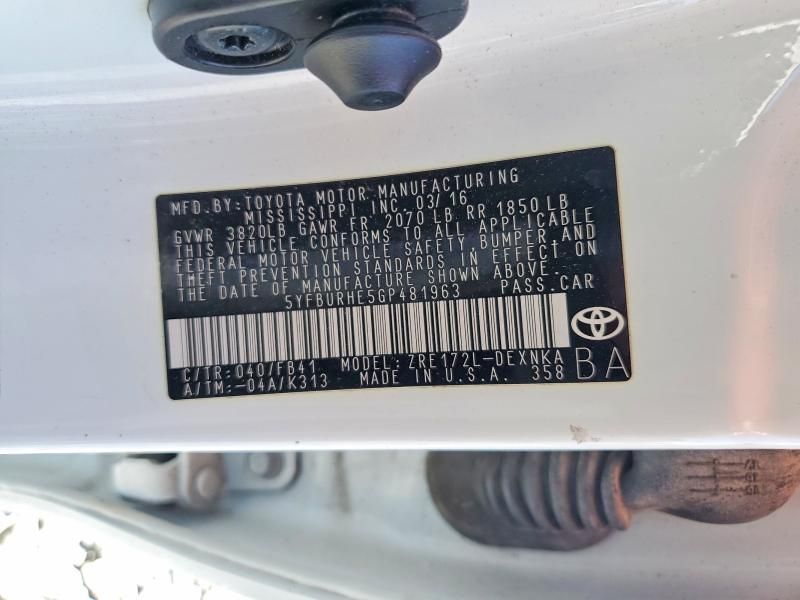 MFD.BY:TOYOTA MOTOR MANUFACTURING
MISSISSIPPI INC. 03/16
GVWR 3820LB GAWR FR 2070 LB RR 1850 LB
THIS VEHICLE CONFORMS TO ALL APPLICABLE
FEDERAL MOTOR VEHICLE SAFETY, BUMPER, AND
THEFT PREVENTION STANDARDS IN EFFECT ON
THE DATE OF MANUFACTURE SHOWN ABOVE.
5YFBURHE5GP481963 PASS.CAR
C/TR:040/FB41 MODEL: ZRE172L-DEXNKA
A/TM:-04A/K313 MADE IN U.S.A. 358
BA